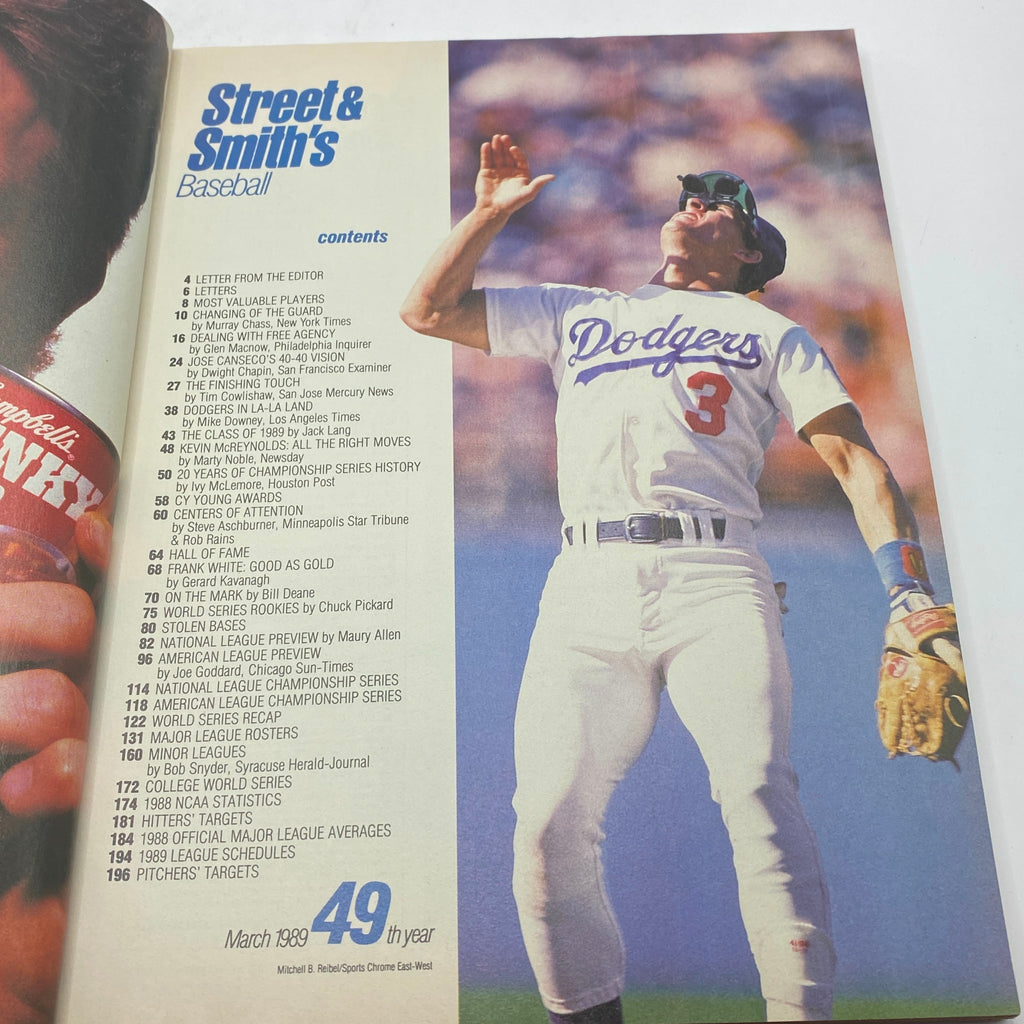 Street &
Smith's
Baseball
contents
4 LETTER FROM THE EDITOR
6 LETTERS
8 MOST VALUABLE PLAYERS
10 CHANGING OF THE GUARD
by Murray Chass, New York Times
16 DEALING WITH FREE AGENCY
by Glen Macnow, Philadelphia Inquirer
24 JOSE CANSECO'S 40-40 VISION
by Dwight Chapin, San Francisco Examiner
27 THE FINISHING TOUCH
by Tim Cowlishaw, San Jose Mercury News
38 DODGERS IN LA-LA LAND
by Mike Downey, Los Angeles Times
43 THE CLASS OF 1989 by Jack Lang
48 KEVIN McREYNOLDS: ALL THE RIGHT MOVES
by Marty Noble, Newsday
50 20 YEARS OF CHAMPIONSHIP SERIES HISTORY
by Ivy McLemore, Houston Post
58 CY YOUNG AWARDS
60 CENTERS OF ATTENTION
by Steve Aschburner, Minneapolis Star Tribune
& Rob Rains
64 HALL OF FAME
68 FRANK WHITE: GOOD AS GOLD
by Gerard Kavanagh
70 ON THE MARK by Bill Deane
75 WORLD SERIES ROOKIES by Chuck Pickard
80 STOLEN BASES
82 NATIONAL LEAGUE PREVIEW by Maury Allen
96 AMERICAN LEAGUE PREVIEW
by Joe Goddard, Chicago Sun-Times
114 NATIONAL LEAGUE CHAMPIONSHIP SERIES
118 AMERICAN LEAGUE CHAMPIONSHIP SERIES
122 WORLD SERIES RECAP
131 MAJOR LEAGUE ROSTERS
160 MINOR LEAGUES
by Bob Snyder, Syracuse Herald-Journal
172 COLLEGE WORLD SERIES
174 1988 NCAA STATISTICS
181 HITTERS' TARGETS
184 1988 OFFICIAL MAJOR LEAGUE AVERAGES
194 1989 LEAGUE SCHEDULES
196 PITCHERS' TARGETS
March 1989 49th year
Mitchell B. Reibel/Sports Chrome East-West
Dodgers
3